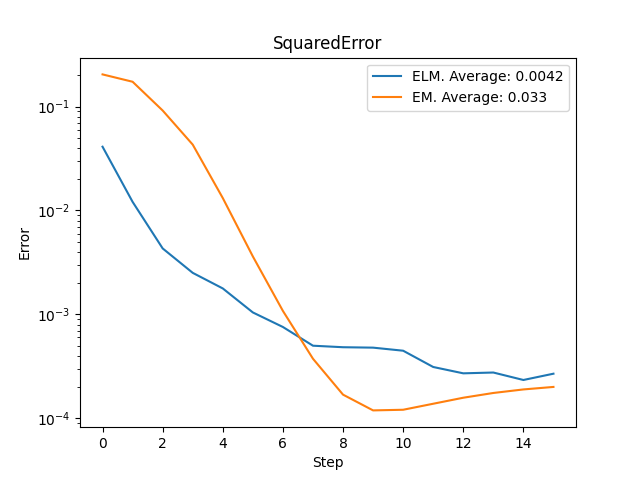 SquaredError
ELM. Average: 0.0042
EM. Average: 0.033
Error
10⁻¹
10⁻²
10⁻³
10⁻⁴
0 2 4 6 8 10 12 14
Step